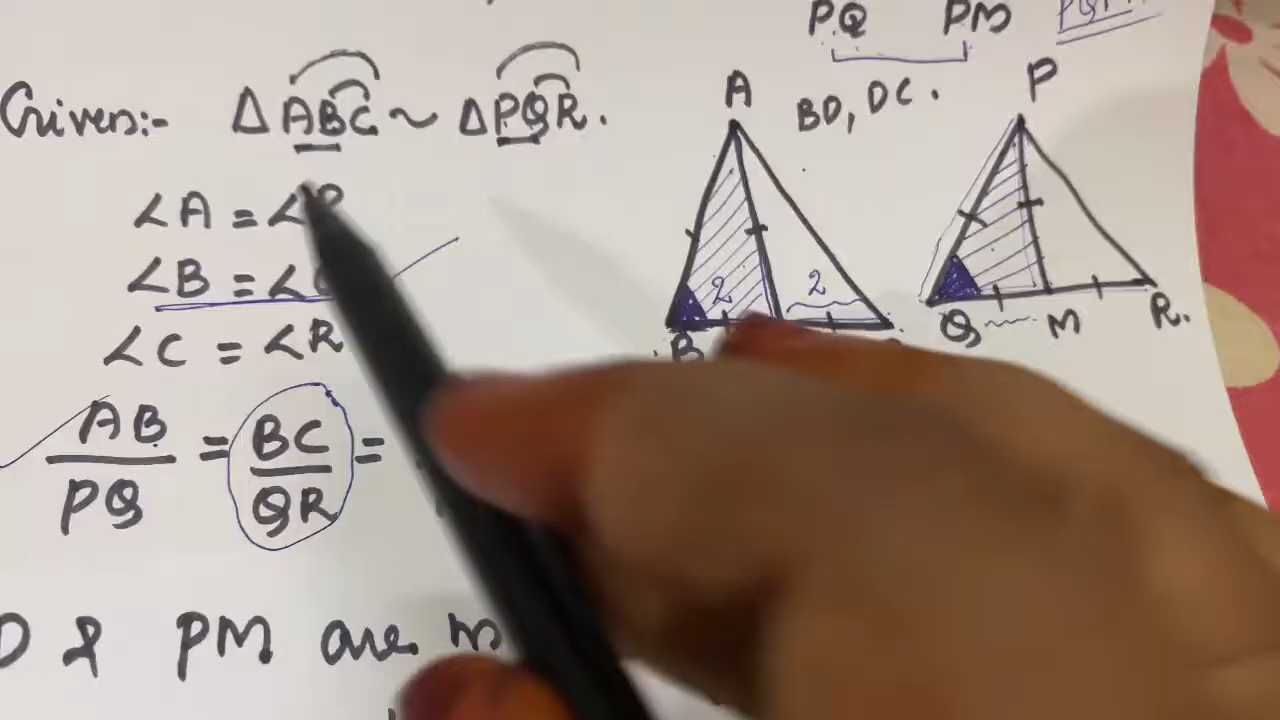 PQ PM
Given:- ΔABC ~ ΔPQR.
∠A = ∠P
∠B = ∠
∠C = ∠R
AB/PQ = BC/QR =
D & PM are
A
BD, DC.
P
2 2
B
Q M R.